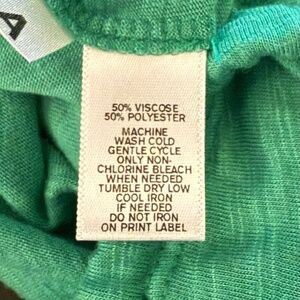 A
50% VISCOSE
50% POLYESTER
MACHINE
WASH COLD
GENTLE CYCLE
ONLY NON-
CHLORINE BLEACH
WHEN NEEDED
TUMBLE DRY LOW
COOL IRON
IF NEEDED
DO NOT IRON
ON PRINT LABEL